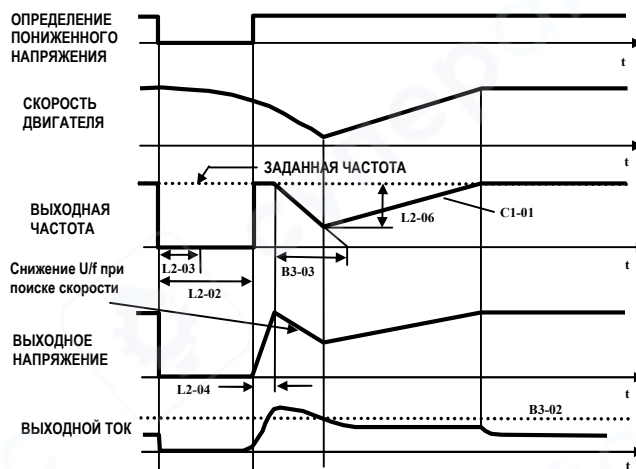 ОПРЕДЕЛЕНИЕ
ПОНИЖЕННОГО
НАПРЯЖЕНИЯ
t
СКОРОСТЬ
ДВИГАТЕЛЯ
t
ЗАДАННАЯ ЧАСТОТА
ВЫХОДНАЯ
ЧАСТОТА
L2-06
C1-01
L2-03
B3-03
t
L2-02
Снижение U/f при
поиске скорости
ВЫХОДНОЕ
НАПРЯЖЕНИЕ
L2-04
t
B3-02
ВЫХОДНОЙ ТОК
t